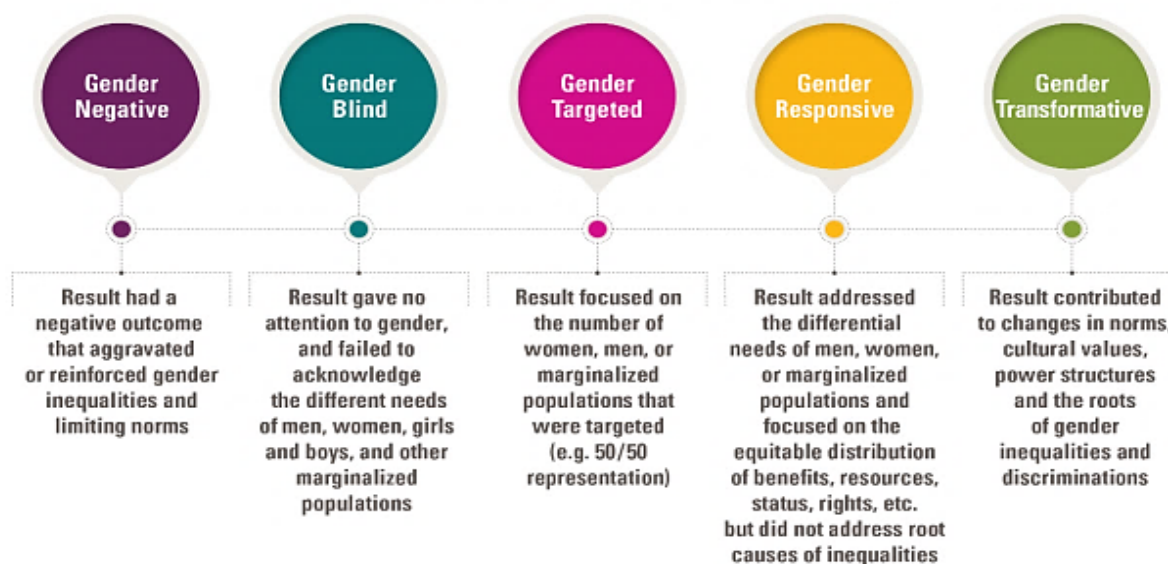 Gender
Negative
Gender
Blind
Gender
Targeted
Gender
Responsive
Gender
Transformative
Result had a
negative outcome
that aggravated
or reinforced gender
inequalities and
limiting norms
Result gave no
attention to gender,
and failed to
acknowledge
the different needs
of men, women, girls
and boys, and other
marginalized
populations
Result focused on
the number of
women, men, or
marginalized
populations that
were targeted
(e.g. 50/50
representation)
Result addressed
the differential
needs of men, women,
or marginalized
populations and
focused on the
equitable distribution
of benefits, resources,
status, rights, etc.
but did not address root
causes of inequalities
Result contributed
to changes in norms,
cultural values,
power structures
and the roots
of gender
inequalities and
discriminations